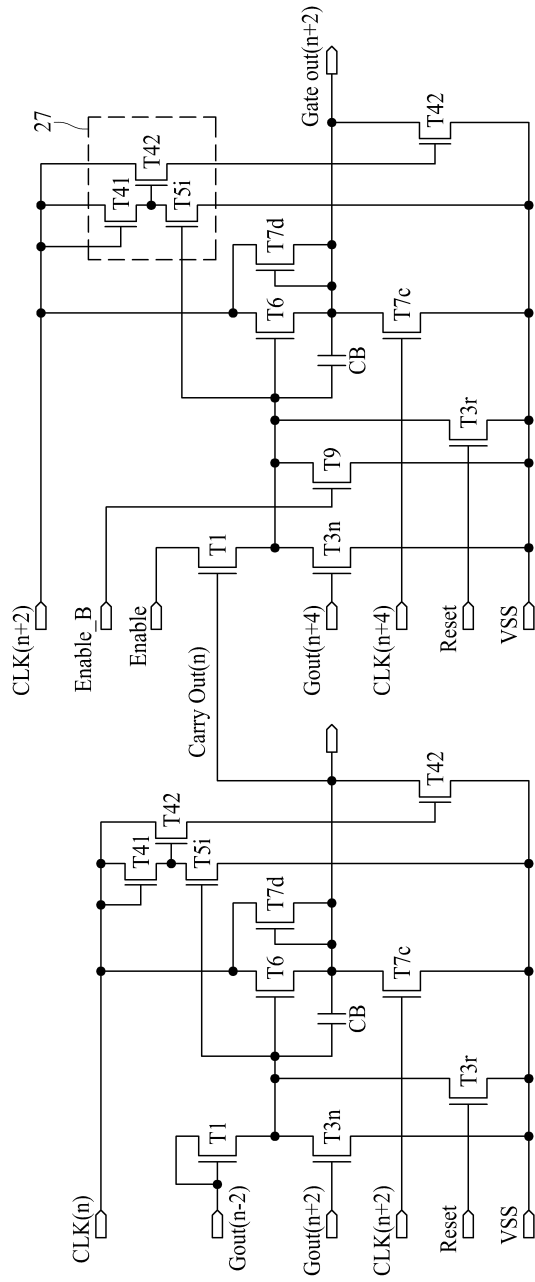 CLK(n)
Gout(n-2)
Gout(n+2)
CLK(n+2)
Reset
VSS
T1
T3n
T3r
CB
T6
T7c
T7d
T41
T5i
T42
T42
Carry Out(n)
CLK(n+2)
Enable_B
Enable
Gout(n+4)
CLK(n+4)
Reset
VSS
T1
T3n
T9
T3r
CB
T6
T7c
T7d
T41
T5i
T42
27
T42
Gate out(n+2)